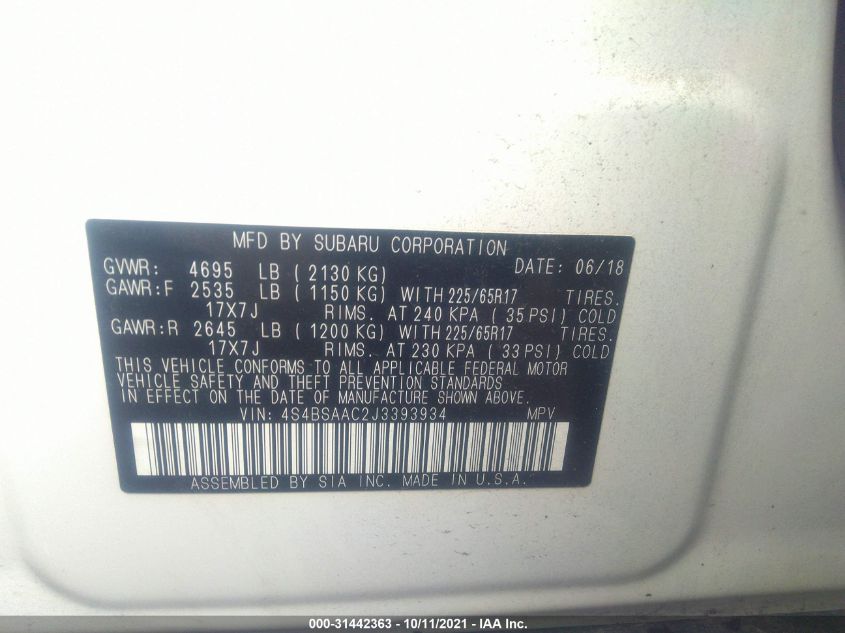 MFD BY SUBARU CORPORATION
GVWR: 4695 LB ( 2130 KG) DATE: 06/18
GAWR:F 2535 LB ( 1150 KG) WITH 225/65R17 TIRES.
17X7J RIMS. AT 240 KPA ( 35 PSI) COLD
GAWR:R 2645 LB ( 1200 KG) WITH 225/65R17 TIRES.
17X7J RIMS. AT 230 KPA ( 33 PSI) COLD
THIS VEHICLE CONFORMS TO ALL APPLICABLE FEDERAL MOTOR
VEHICLE SAFETY AND THEFT PREVENTION STANDARDS
IN EFFECT ON THE DATE OF MANUFACTURE SHOWN ABOVE.
VIN: 4S4BSAAC2J3393934 MPV
ASSEMBLED BY SIA INC. MADE IN U.S.A.
000-31442363 - 10/11/2021 - IAA Inc.